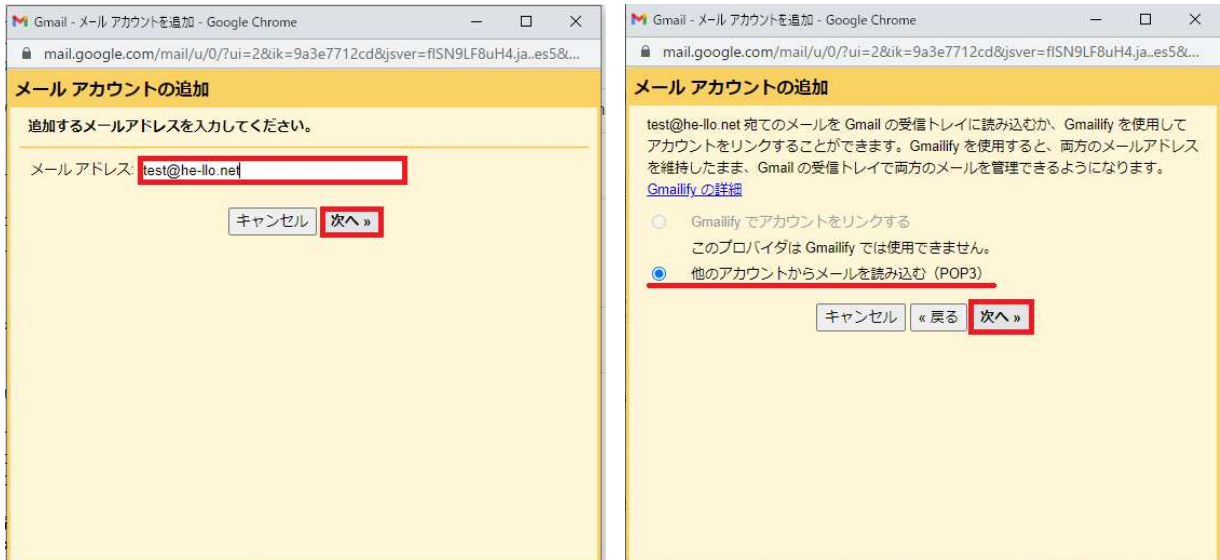 Gmail - メール アカウントを追加 - Google Chrome
mail.google.com/mail/u/0/?ui=2&ik=9a3e7712cd&jsver=flSN9LF8uH4.ja..es5&...
メール アカウントの追加
追加するメールアドレスを入力してください。
メール アドレス: test@he-llo.net
キャンセル 次へ »
Gmail - メール アカウントを追加 - Google Chrome
mail.google.com/mail/u/0/?ui=2&ik=9a3e7712cd&jsver=flSN9LF8uH4.ja..es5&...
メール アカウントの追加
test@he-llo.net 宛てのメールを Gmail の受信トレイに読み込むか、Gmailify を使用して
アカウントをリンクすることができます。Gmailify を使用すると、両方のメールアドレス
を維持したまま、Gmail の受信トレイで両方のメールを管理できるようになります。
Gmailify の詳細
Gmailify でアカウントをリンクする
このプロバイダは Gmailify では使用できません。
他のアカウントからメールを読み込む（POP3）
キャンセル « 戻る 次へ »